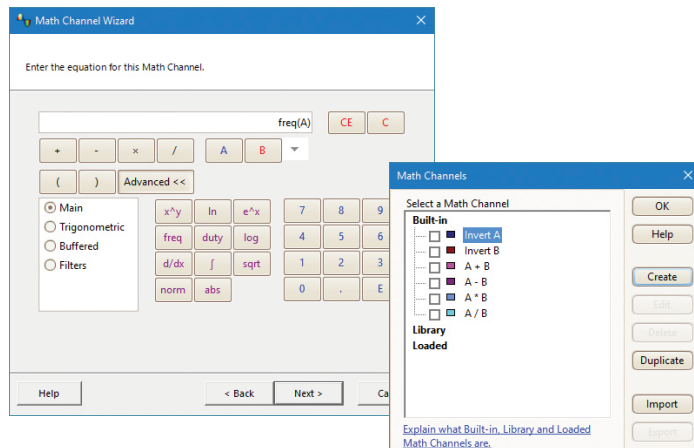 Math Channel Wizard
Enter the equation for this Math Channel.
freq(A)
CE C
+ - × / A B
( ) Advanced <<
Main
Trigonometric
Buffered
Filters
x^y ln e^x 7 8 9
freq duty log 4 5 6
d/dx ∫ sqrt 1 2 3
norm abs 0 . E
Help < Back Next >
Math Channels
Select a Math Channel
Built-in
Invert A
Invert B
A + B
A - B
A * B
A / B
Library
Loaded
Explain what Built-in, Library and Loaded
Math Channels are.
OK
Help
Create
Edit
Delete
Duplicate
Import
Export